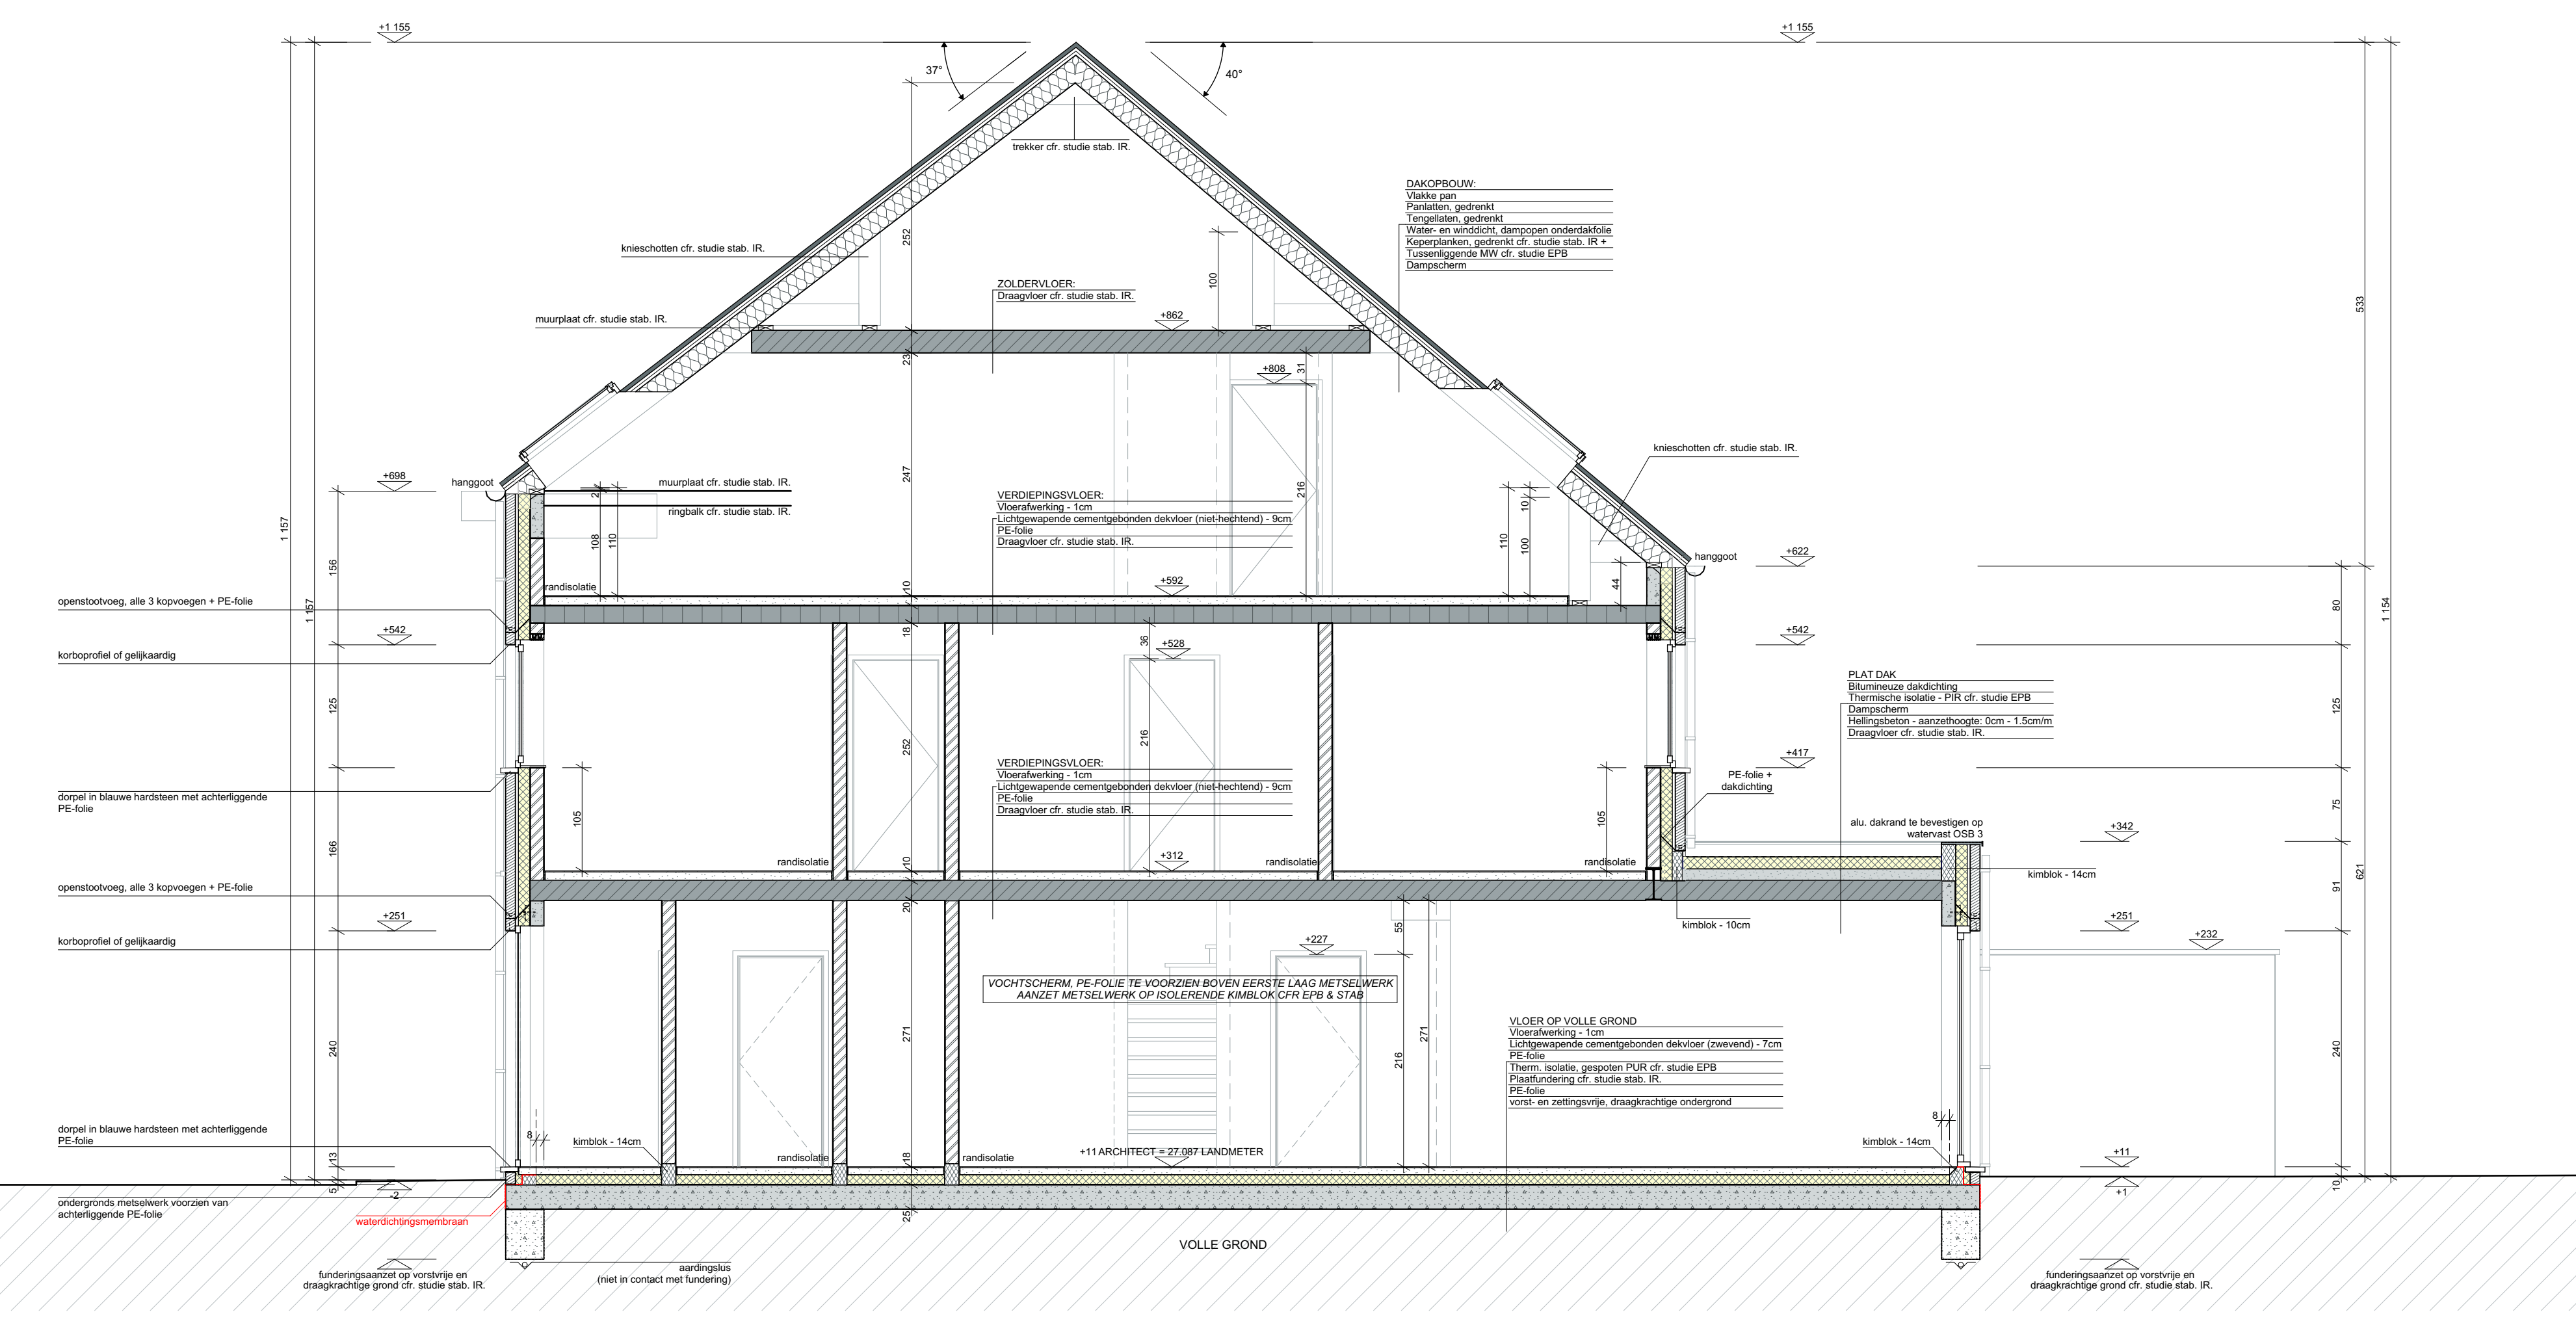 +1 155
+1 155
37°
40°
trekker cfr. studie stab. IR.
DAKOPBOUW:
Vlakke pan
Panlatten, gedrenkt
Tengellaten, gedrenkt
Water- en winddicht, dampopen onderdakfolie
Keperplanken, gedrenkt cfr. studie stab. IR +
Tussenliggende MW cfr. studie EPB
Dampscherm
knieschotten cfr. studie stab. IR.
252
100
ZOLDERVLOER:
Draagvloer cfr. studie stab. IR.
533
muurplaat cfr. studie stab. IR.
+862
23
31
+808
knieschotten cfr. studie stab. IR.
+698
hanggoot
muurplaat cfr. studie stab. IR.
247
216
2
10
ringbalk cfr. studie stab. IR.
VERDIEPINGSVLOER:
Vloerafwerking - 1cm
Lichtgewapende cementgebonden dekvloer (niet-hechtend) - 9cm
PE-folie
Draagvloer cfr. studie stab. IR.
1 157
1 157
156
108
110
110
100
44
hanggoot
+622
randisolatie
10
+592
80
1 154
openstootvoeg, alle 3 kopvoegen + PE-folie
18
36
+542
+528
+542
korboprofiel of gelijkaardig
PLAT DAK
Bitumineuze dakdichting
Thermische isolatie - PIR cfr. studie EPB
Dampscherm
Hellingsbeton - aanzethoogte: 0cm - 1.5cm/m
Draagvloer cfr. studie stab. IR.
125
252
216
125
+417
VERDIEPINGSVLOER:
Vloerafwerking - 1cm
Lichtgewapende cementgebonden dekvloer (niet-hechtend) - 9cm
PE-folie
Draagvloer cfr. studie stab. IR.
PE-folie +
dakdichting
dorpel in blauwe hardsteen met achterliggende
PE-folie
105
105
75
alu. dakrand te bevestigen op
watervast OSB 3
+342
166
randisolatie
10
+312
randisolatie
randisolatie
kimblok - 14cm
621
openstootvoeg, alle 3 kopvoegen + PE-folie
91
20
+251
55
kimblok - 10cm
+251
korboprofiel of gelijkaardig
+227
+232
VOCHTSCHERM, PE-FOLIE TE VOORZIEN BOVEN EERSTE LAAG METSELWERK
AANZET METSELWERK OP ISOLERENDE KIMBLOK CFR EPB & STAB
VLOER OP VOLLE GROND
Vloerafwerking - 1cm
Lichtgewapende cementgebonden dekvloer (zwevend) - 7cm
PE-folie
Therm. isolatie, gespoten PUR cfr. studie EPB
Plaatfundering cfr. studie stab. IR.
PE-folie
vorst- en zettingsvrije, draagkrachtige ondergrond
240
271
216
271
240
dorpel in blauwe hardsteen met achterliggende
PE-folie
8
8
kimblok - 14cm
kimblok - 14cm
13
randisolatie
18
randisolatie
+11 ARCHITECT = 27.087 LANDMETER
+11
5
-2
10
+1
ondergronds metselwerk voorzien van
achterliggende PE-folie
waterdichtingsmembraan
25
VOLLE GROND
funderingsaanzet op vorstvrije en
draagkrachtige grond cfr. studie stab. IR.
aardingslus
(niet in contact met fundering)
funderingsaanzet op vorstvrije en
draagkrachtige grond cfr. studie stab. IR.